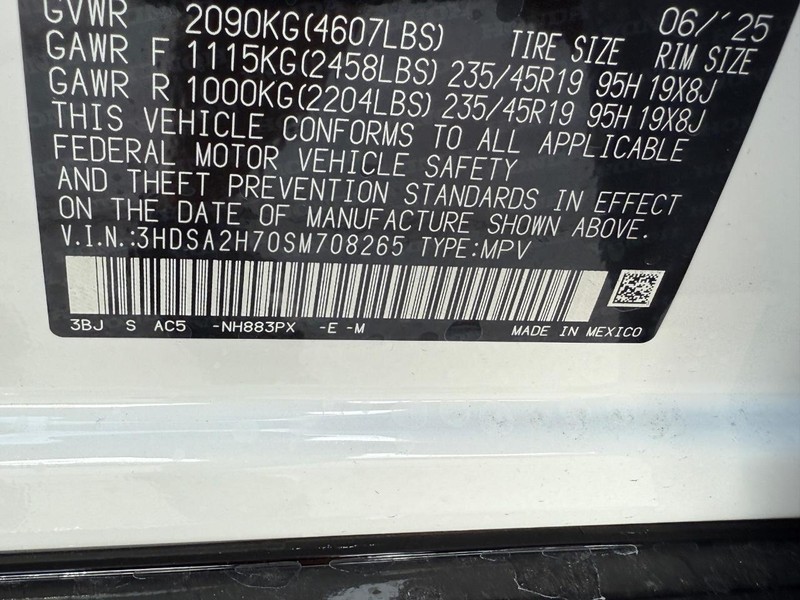 GVWR 2090KG(4607LBS) TIRE SIZE 06/'25 RIM SIZE
GAWR F 1115KG(2458LBS) 235/45R19 95H 19X8J
GAWR R 1000KG(2204LBS) 235/45R19 95H 19X8J
THIS VEHICLE CONFORMS TO ALL APPLICABLE
FEDERAL MOTOR VEHICLE SAFETY
AND THEFT PREVENTION STANDARDS IN EFFECT
ON THE DATE OF MANUFACTURE SHOWN ABOVE.
V.I.N.:3HDSA2H70SM708265 TYPE:MPV
3BJ S AC5 -NH883PX -E -M MADE IN MEXICO